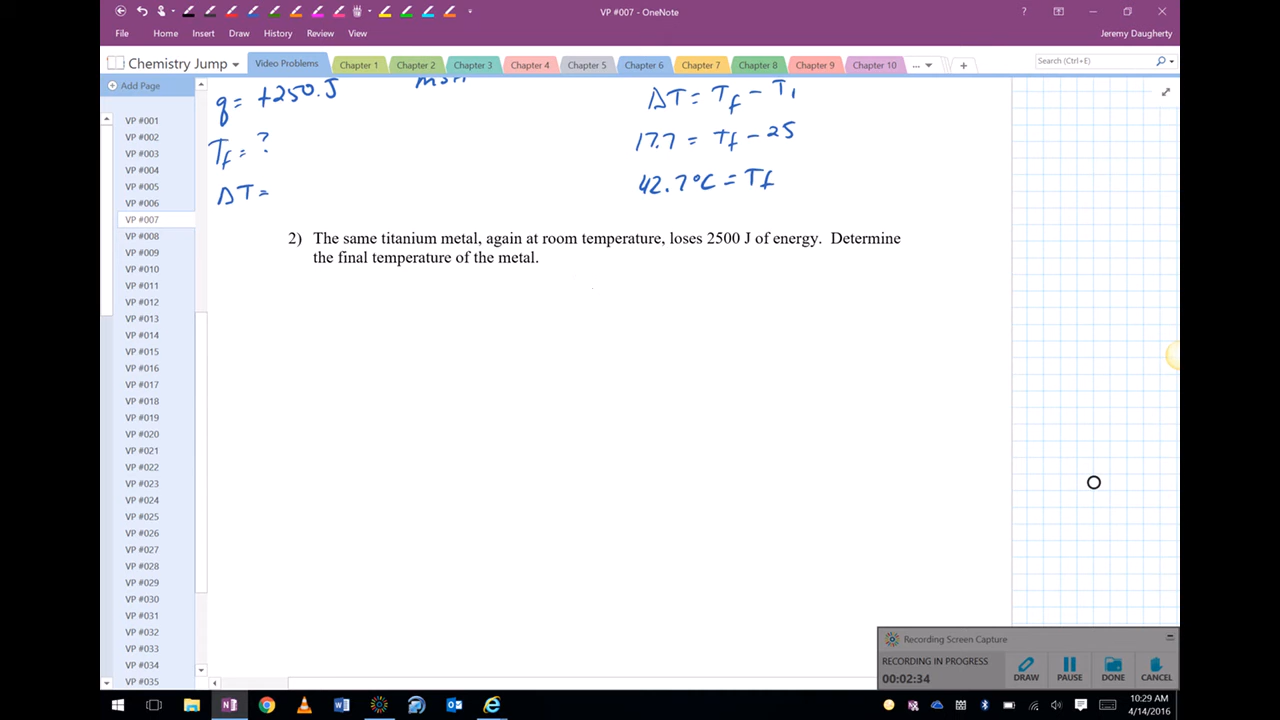 VP #007 - OneNote
Jeremy Daugherty
File Home Insert Draw History Review View
Chemistry Jump
Video Problems Chapter 1 Chapter 2 Chapter 3 Chapter 4 Chapter 5 Chapter 6 Chapter 7 Chapter 8 Chapter 9 Chapter 10 ...
Search (Ctrl+E)
Add Page
VP #001
VP #002
VP #003
VP #004
VP #005
VP #006
VP #007
VP #008
VP #009
VP #010
VP #011
VP #012
VP #013
VP #014
VP #015
VP #016
VP #017
VP #018
VP #019
VP #020
VP #021
VP #022
VP #023
VP #024
VP #025
VP #026
VP #027
VP #028
VP #029
VP #030
VP #031
VP #032
VP #033
VP #034
VP #035
q = +250. J
Tf = ?
ΔT =
ΔT = Tf - Ti
17.7 = Tf - 25
42.7°C = Tf
2) The same titanium metal, again at room temperature, loses 2500 J of energy. Determine
the final temperature of the metal.
Recording Screen Capture
RECORDING IN PROGRESS
00:02:34
DRAW PAUSE DONE CANCEL
10:29 AM
4/14/2016